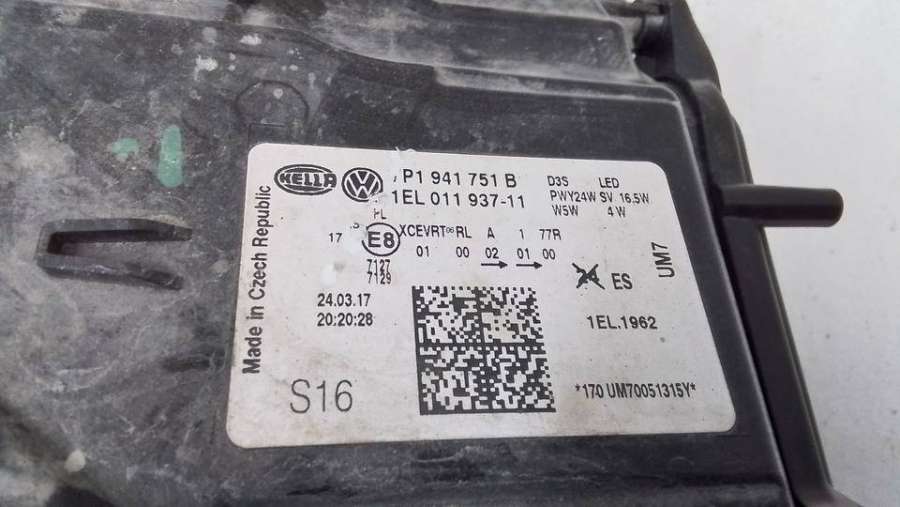 HELLA
P1 941 751 B
1EL 011 937-11
D3S LED
PWY24W SV 16.5W
W5W 4W
PL
17
E8
XCEVRT RL A 1 77R
01 00 02 01 00
7127
7129
24.03.17
20:20:28
ES
UM7
1EL.1962
Made in Czech Republic
S16
*170 UM70051315Y*